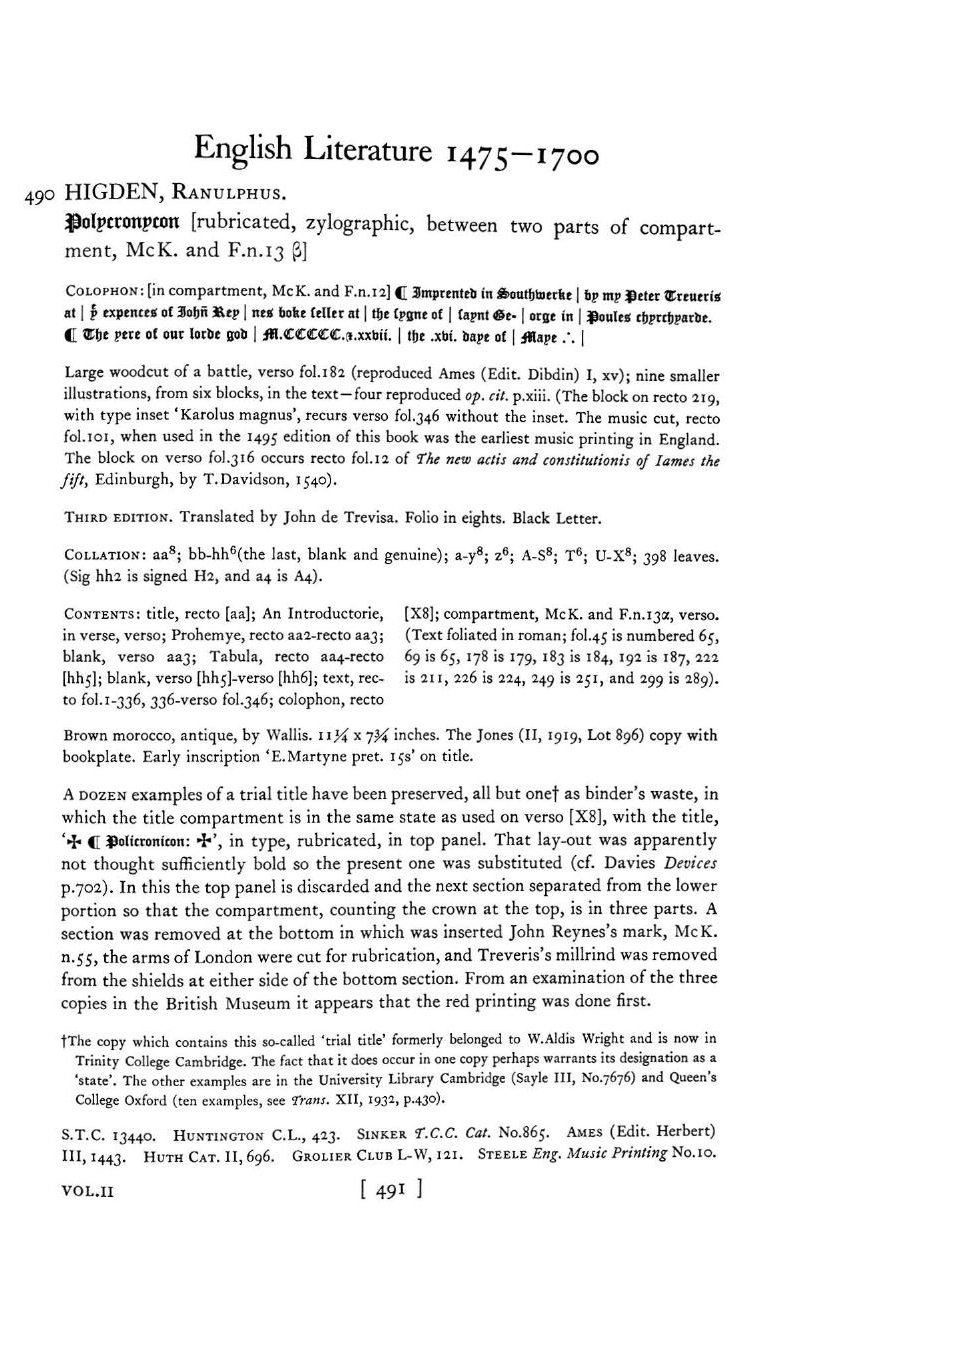 English Literature 1475—1700
490 HIGDEN, Ranulphus.
Polycronycon [rubricated, zylographic, between two parts of compart-
ment, McK. and F.n.13 β]
Colophon: [in compartment, McK. and F.n.12] ¶ Imprented in Southwerke | by my Peter Treueris
at | þͤ expences of Joh̄n Rey | nes boke seller at | the sygne of | saynt Ge- | orge in | Poules chyrchyarde.
¶ The yere of our lorde god | M.CCCCC.⁊.xxvii. | the .xvi. daye of | Maye ∴ |
Large woodcut of a battle, verso fol.182 (reproduced Ames (Edit. Dibdin) I, xv); nine smaller
illustrations, from six blocks, in the text—four reproduced op. cit. p.xiii. (The block on recto 219,
with type inset ‘Karolus magnus’, recurs verso fol.346 without the inset. The music cut, recto
fol.101, when used in the 1495 edition of this book was the earliest music printing in England.
The block on verso fol.316 occurs recto fol.12 of The new actis and constitutionis of Iames the
fift, Edinburgh, by T.Davidson, 1540).
Third edition. Translated by John de Trevisa. Folio in eights. Black Letter.
Collation: aa⁸; bb-hh⁶(the last, blank and genuine); a-y⁸; z⁶; A-S⁸; T⁶; U-X⁸; 398 leaves.
(Sig hh2 is signed H2, and a4 is A4).
Contents: title, recto [aa]; An Introductorie,
in verse, verso; Prohemye, recto aa2-recto aa3;
blank, verso aa3; Tabula, recto aa4-recto
[hh5]; blank, verso [hh5]-verso [hh6]; text, rec-
to fol.1-336, 336-verso fol.346; colophon, recto
[X8]; compartment, McK. and F.n.13α, verso.
(Text foliated in roman; fol.45 is numbered 65,
69 is 65, 178 is 179, 183 is 184, 192 is 187, 222
is 211, 226 is 224, 249 is 251, and 299 is 289).
Brown morocco, antique, by Wallis. 11¼ x 7¾ inches. The Jones (II, 1919, Lot 896) copy with
bookplate. Early inscription ‘E.Martyne pret. 15s’ on title.
A dozen examples of a trial title have been preserved, all but one† as binder's waste, in
which the title compartment is in the same state as used on verso [X8], with the title,
‘✠ ¶ Policronicon: ✠’, in type, rubricated, in top panel. That lay-out was apparently
not thought sufficiently bold so the present one was substituted (cf. Davies Devices
p.702). In this the top panel is discarded and the next section separated from the lower
portion so that the compartment, counting the crown at the top, is in three parts. A
section was removed at the bottom in which was inserted John Reynes's mark, McK.
n.55, the arms of London were cut for rubrication, and Treveris's millrind was removed
from the shields at either side of the bottom section. From an examination of the three
copies in the British Museum it appears that the red printing was done first.
†The copy which contains this so-called ‘trial title’ formerly belonged to W.Aldis Wright and is now in
Trinity College Cambridge. The fact that it does occur in one copy perhaps warrants its designation as a
‘state’. The other examples are in the University Library Cambridge (Sayle III, No.7676) and Queen's
College Oxford (ten examples, see Trans. XII, 1932, p.430).
S.T.C. 13440. Huntington C.L., 423. Sinker T.C.C. Cat. No.865. Ames (Edit. Herbert)
III, 1443. Huth Cat. II, 696. Grolier Club L-W, 121. Steele Eng. Music Printing No.10.
VOL.II [ 491 ]